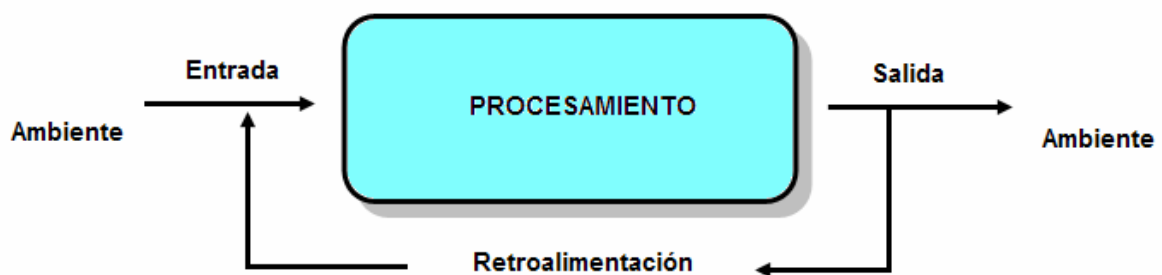 Entrada
PROCESAMIENTO
Salida
Ambiente
Ambiente
Retroalimentación